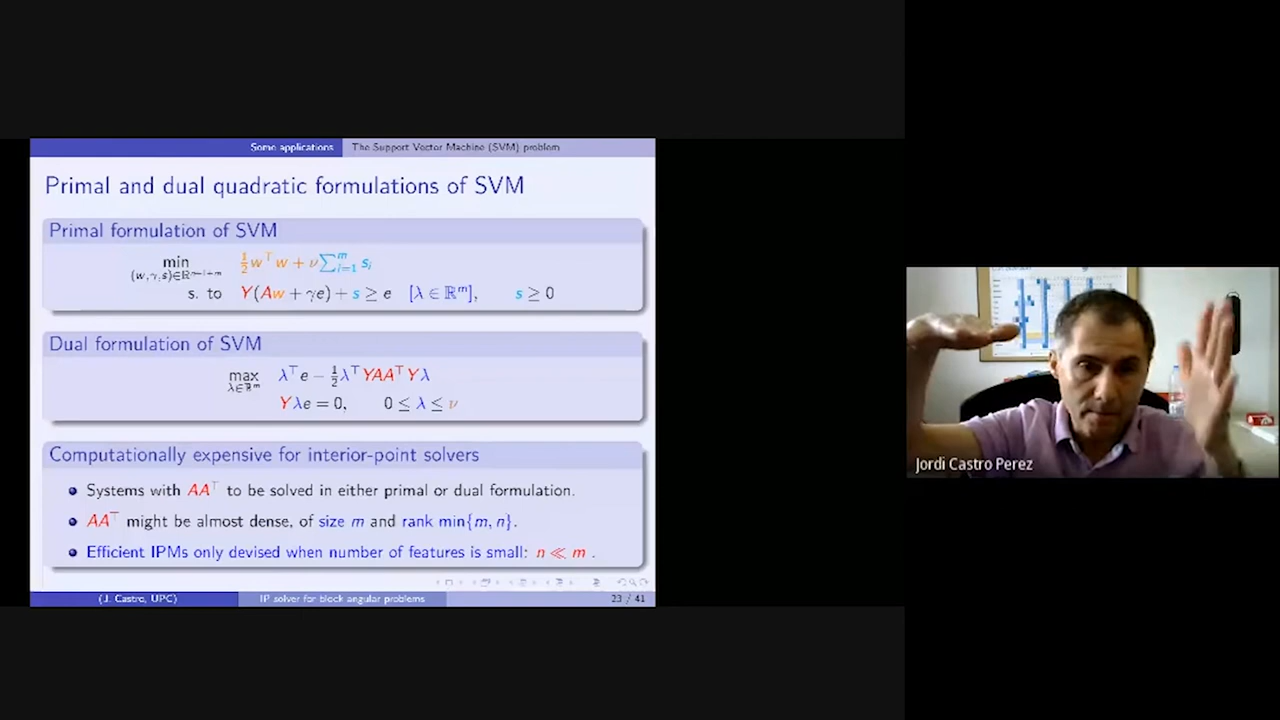 Some applications The Support Vector Machine (SVM) problem
Primal and dual quadratic formulations of SVM
Primal formulation of SVM
min ½wᵀw + ν∑ᵐᵢ₌₁ sᵢ
s. to Y(Aw + γe) + s ≥ e [λ ∈ ℝᵐ], s ≥ 0
Dual formulation of SVM
max λᵀe − ½λᵀYAAᵀYλ
λ∈ℝᵐ
Yλe = 0, 0 ≤ λ ≤ ν
Computationally expensive for interior-point solvers
Systems with AAᵀ to be solved in either primal or dual formulation.
AAᵀ might be almost dense, of size m and rank min{m, n}.
Efficient IPMs only devised when number of features is small: n ≪ m .
(J. Castro, UPC) IP solver for block angular problems 23 / 41
Jordi Castro Perez